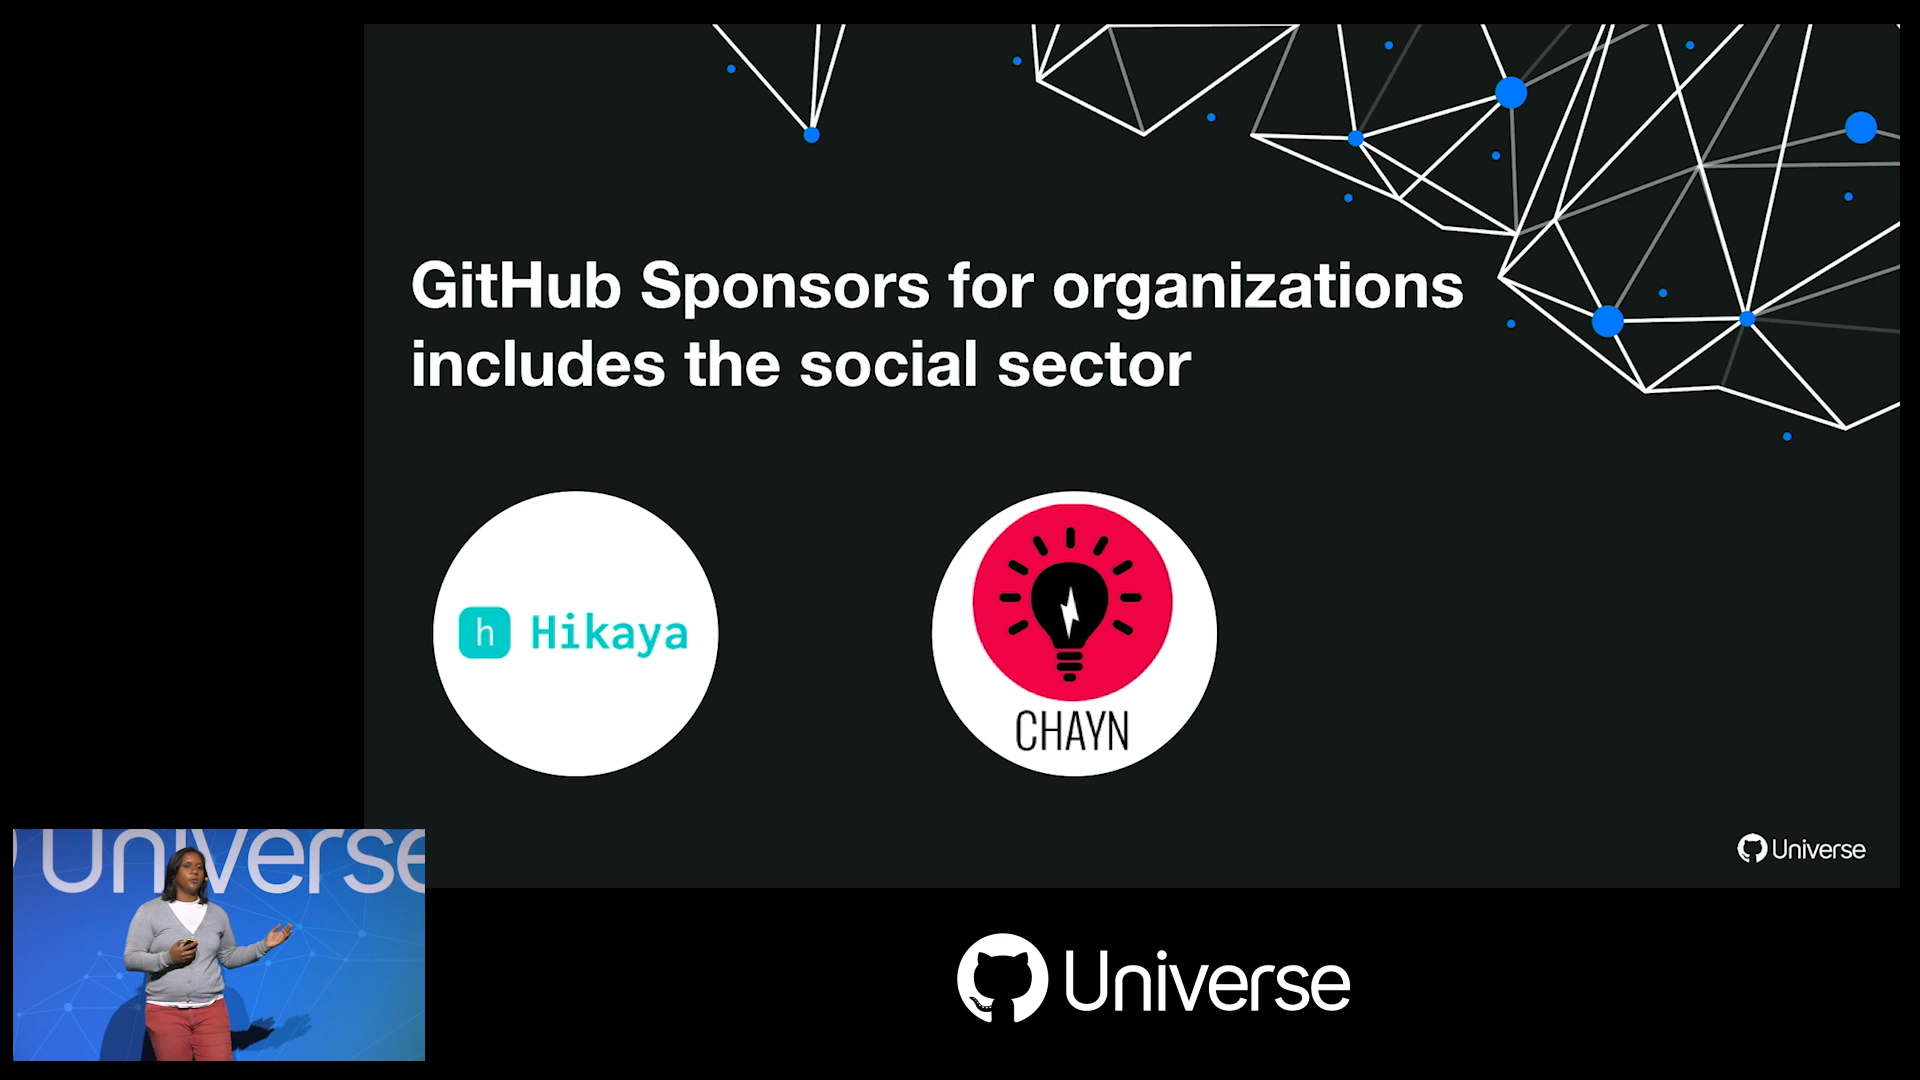 GitHub Sponsors for organizations
includes the social sector
h Hikaya
CHAYN
Universe
Universe
Universe